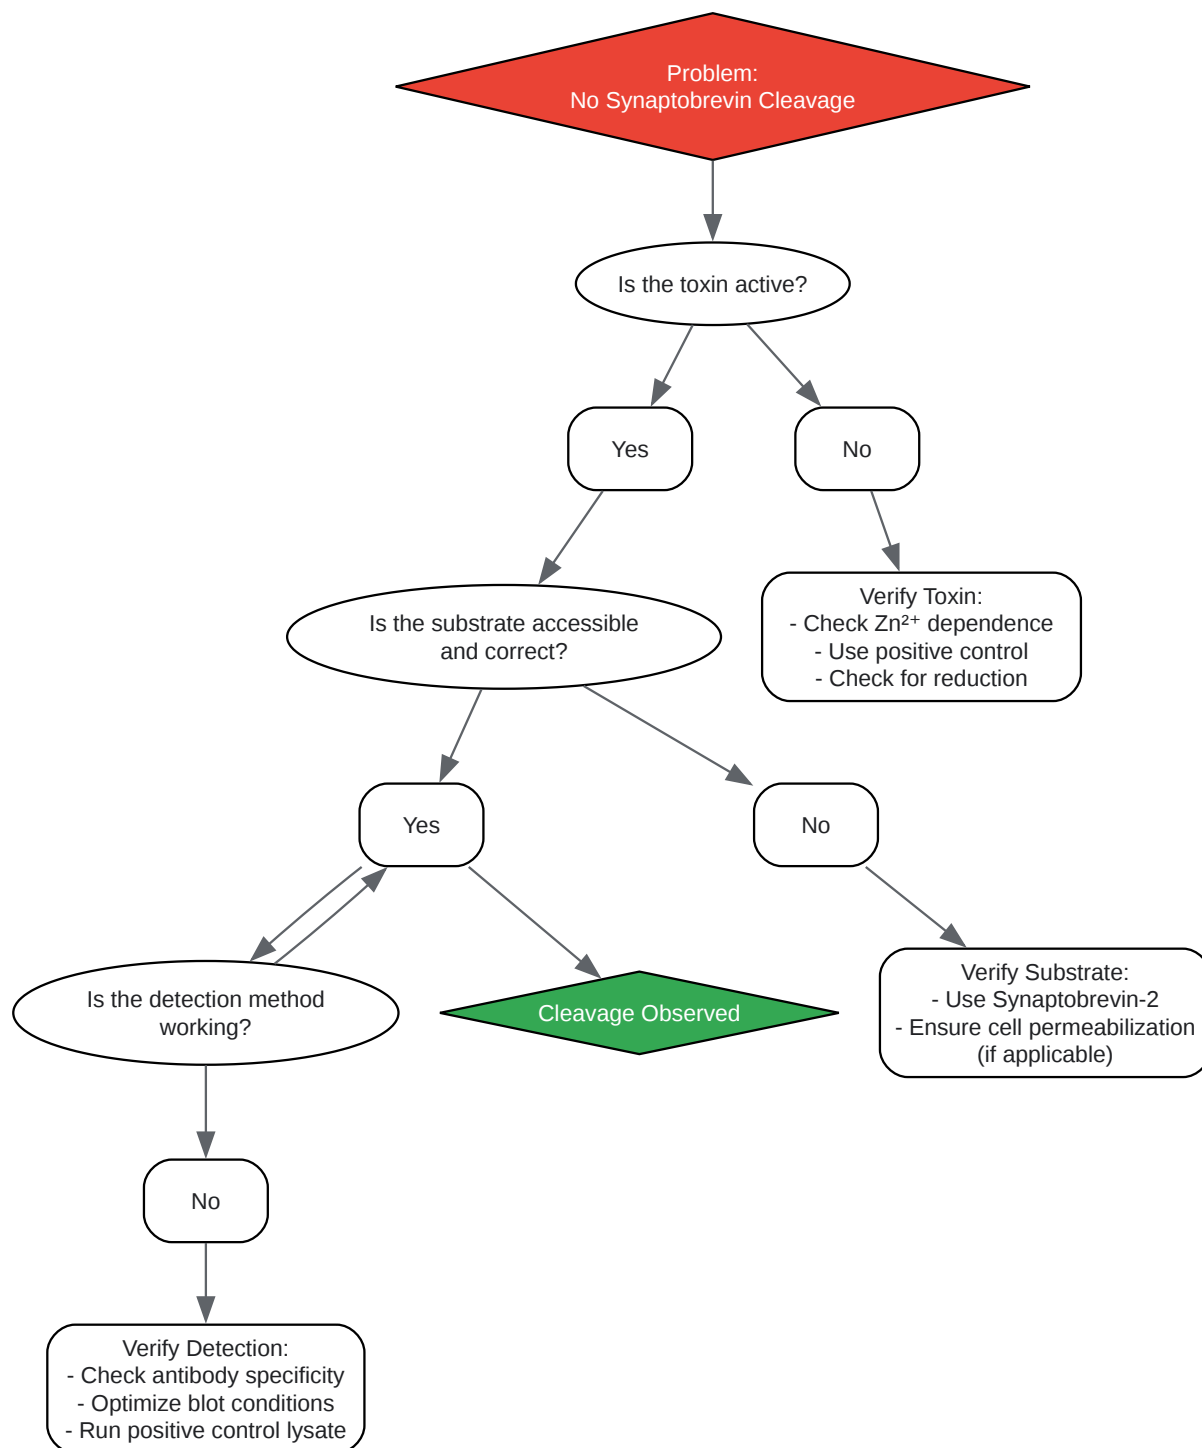 Problem:
No Synaptobrevin Cleavage
Is the toxin active?
Yes
No
Is the substrate accessible
and correct?
Verify Toxin:
- Check Zn²⁺ dependence
- Use positive control
- Check for reduction
Yes
No
Is the detection method
working?
Cleavage Observed
Verify Substrate:
- Use Synaptobrevin-2
- Ensure cell permeabilization
(if applicable)
No
Verify Detection:
- Check antibody specificity
- Optimize blot conditions
- Run positive control lysate